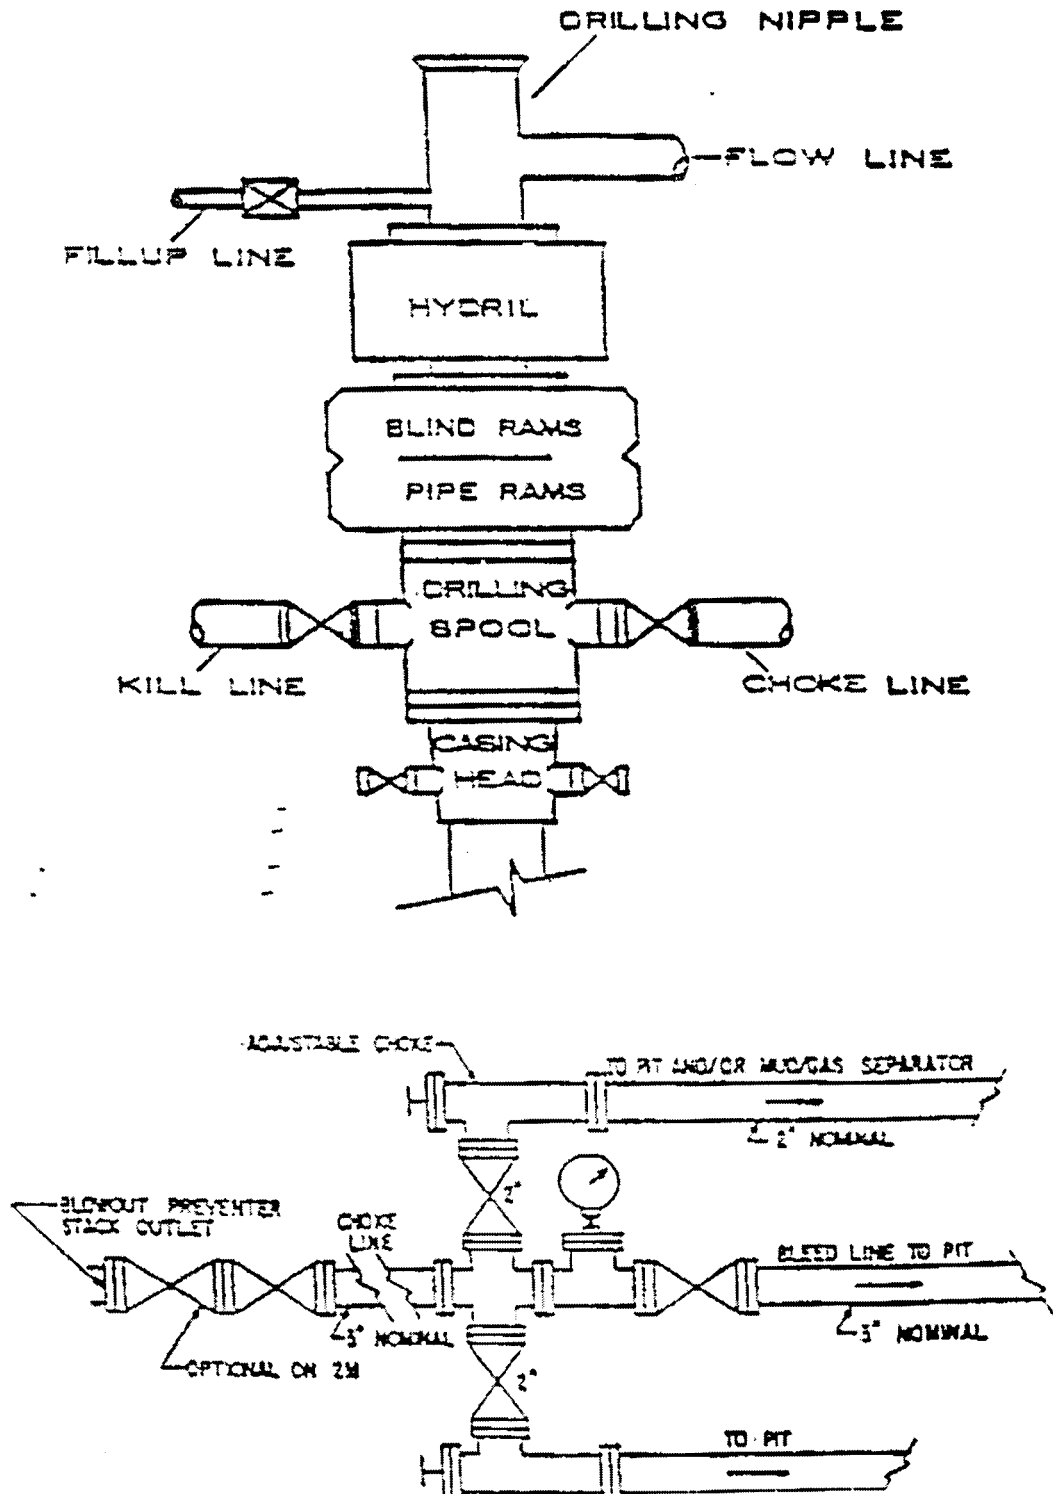 DRILLING NIPPLE
FLOW LINE
FILLUP LINE
HYDRIL
BLIND RAMS
PIPE RAMS
DRILLING
SPOOL
KILL LINE
CHOKE LINE
CASING
HEAD
ADJUSTABLE CHOKE
TO PIT AND/OR MUD/GAS SEPARATOR
2" NOMINAL
2"
BLOWOUT PREVENTER
STACK OUTLET
CHOKE
LINE
BLEED LINE TO PIT
3" NOMINAL
3" NOMINAL
OPTIONAL ON 2M
2"
TO PIT